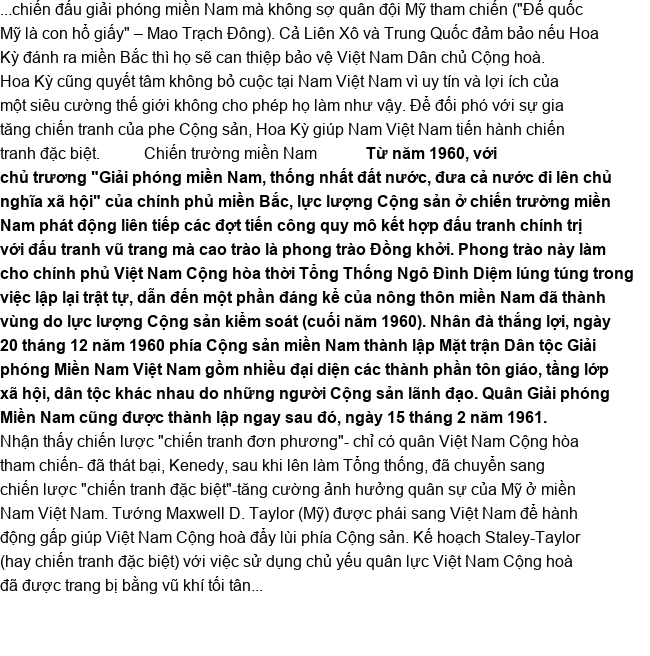 ...chiến đấu giải phóng miền Nam mà không sợ quân đội Mỹ tham chiến ("Đế quốc
Mỹ là con hổ giấy" – Mao Trạch Đông). Cả Liên Xô và Trung Quốc đảm bảo nếu Hoa
Kỳ đánh ra miền Bắc thì họ sẽ can thiệp bảo vệ Việt Nam Dân chủ Cộng hoà.
Hoa Kỳ cũng quyết tâm không bỏ cuộc tại Nam Việt Nam vì uy tín và lợi ích của
một siêu cường thế giới không cho phép họ làm như vậy. Để đối phó với sự gia
tăng chiến tranh của phe Cộng sản, Hoa Kỳ giúp Nam Việt Nam tiến hành chiến
tranh đặc biệt. Chiến trường miền Nam Từ năm 1960, với
chủ trương "Giải phóng miền Nam, thống nhất đất nước, đưa cả nước đi lên chủ
nghĩa xã hội" của chính phủ miền Bắc, lực lượng Cộng sản ở chiến trường miền
Nam phát động liên tiếp các đợt tiến công quy mô kết hợp đấu tranh chính trị
với đấu tranh vũ trang mà cao trào là phong trào Đồng khởi. Phong trào này làm
cho chính phủ Việt Nam Cộng hòa thời Tổng Thống Ngô Đình Diệm lúng túng trong
việc lập lại trật tự, dẫn đến một phần đáng kể của nông thôn miền Nam đã thành
vùng do lực lượng Cộng sản kiểm soát (cuối năm 1960). Nhân đà thắng lợi, ngày
20 tháng 12 năm 1960 phía Cộng sản miền Nam thành lập Mặt trận Dân tộc Giải
phóng Miền Nam Việt Nam gồm nhiều đại diện các thành phần tôn giáo, tầng lớp
xã hội, dân tộc khác nhau do những người Cộng sản lãnh đạo. Quân Giải phóng
Miền Nam cũng được thành lập ngay sau đó, ngày 15 tháng 2 năm 1961.
Nhận thấy chiến lược "chiến tranh đơn phương"- chỉ có quân Việt Nam Cộng hòa
tham chiến- đã thát bại, Kenedy, sau khi lên làm Tổng thống, đã chuyển sang
chiến lược "chiến tranh đặc biệt"-tăng cường ảnh hưởng quân sự của Mỹ ở miền
Nam Việt Nam. Tướng Maxwell D. Taylor (Mỹ) được phái sang Việt Nam để hành
động gấp giúp Việt Nam Cộng hoà đẩy lùi phía Cộng sản. Kế hoạch Staley-Taylor
(hay chiến tranh đặc biệt) với việc sử dụng chủ yếu quân lực Việt Nam Cộng hoà
đã được trang bị bằng vũ khí tối tân...